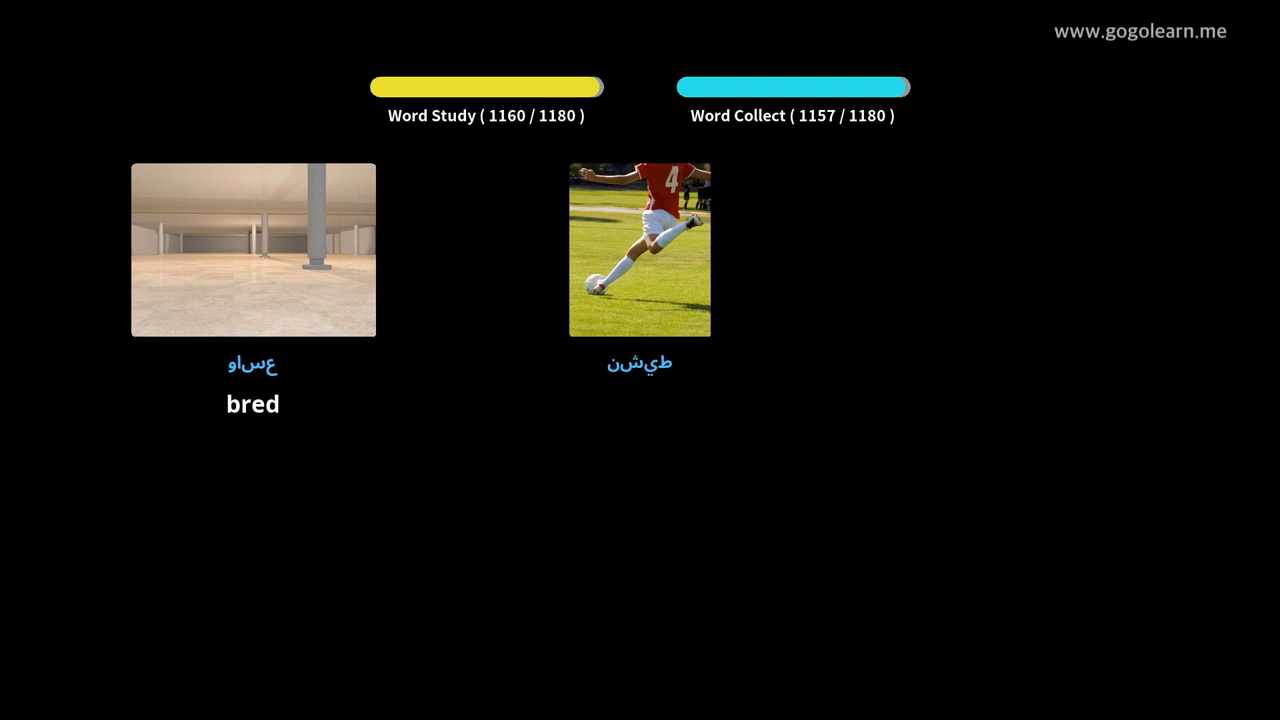 www.gogolearn.me
Word Study ( 1160 / 1180 )
Word Collect ( 1157 / 1180 )
عساو
طيشن
bred